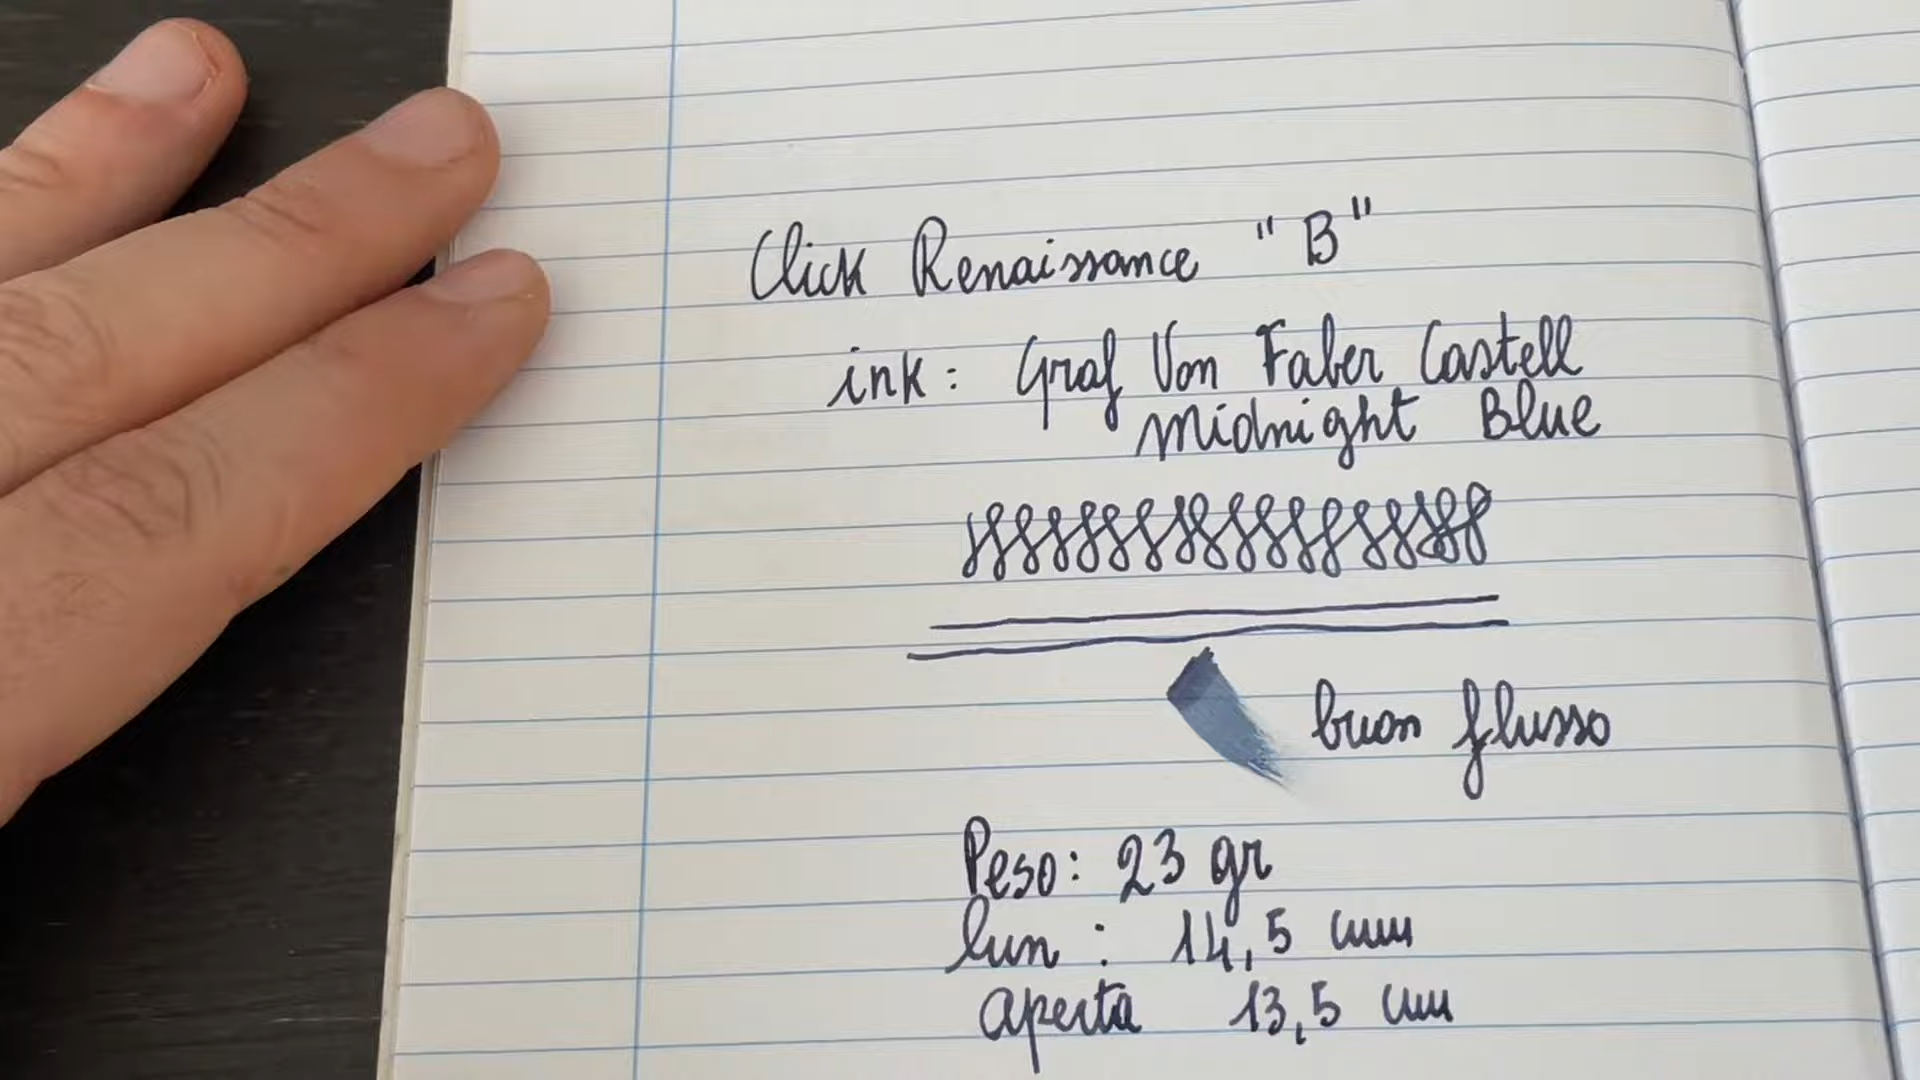 Click Renaissance "B"
ink: Graf Von Faber Castell
Midnight Blue
buon flusso
Peso: 23 gr
lun: 14,5 cm
aperta 13,5 cm